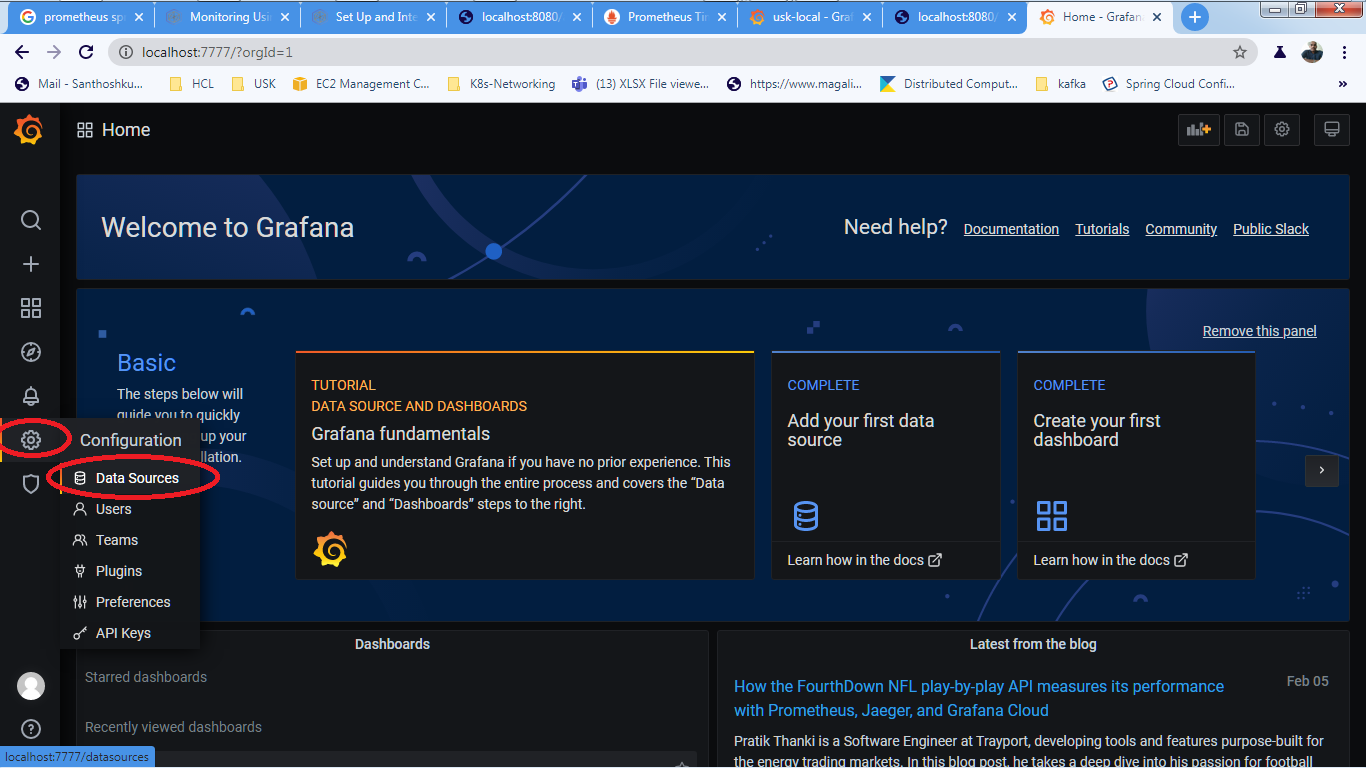 prometheus sp
Monitoring Usi
Set Up and Inte
localhost:8080/
Prometheus Tim
usk-local - Graf
localhost:8080/
Home - Grafana
localhost:7777/?orgId=1
Mail - Santhoshku...
HCL
USK
EC2 Management C...
K8s-Networking
(13) XLSX File viewe...
https://www.magali...
Distributed Comput...
kafka
Spring Cloud Confi...
»
Home
Welcome to Grafana
Need help?
Documentation
Tutorials
Community
Public Slack
Remove this panel
Basic
The steps below will
guide you to quickly
up your
llation.
TUTORIAL
DATA SOURCE AND DASHBOARDS
Grafana fundamentals
Set up and understand Grafana if you have no prior experience. This
tutorial guides you through the entire process and covers the “Data
source” and “Dashboards” steps to the right.
COMPLETE
Add your first data
source
Learn how in the docs
COMPLETE
Create your first
dashboard
Learn how in the docs
Configuration
Data Sources
Users
Teams
Plugins
Preferences
API Keys
Dashboards
Starred dashboards
Recently viewed dashboards
Latest from the blog
How the FourthDown NFL play-by-play API measures its performance
with Prometheus, Jaeger, and Grafana Cloud
Feb 05
Pratik Thanki is a Software Engineer at Trayport, developing tools and features purpose-built for
the energy trading markets. In this blog post, he takes a deep dive into his passion for football
localhost:7777/datasources